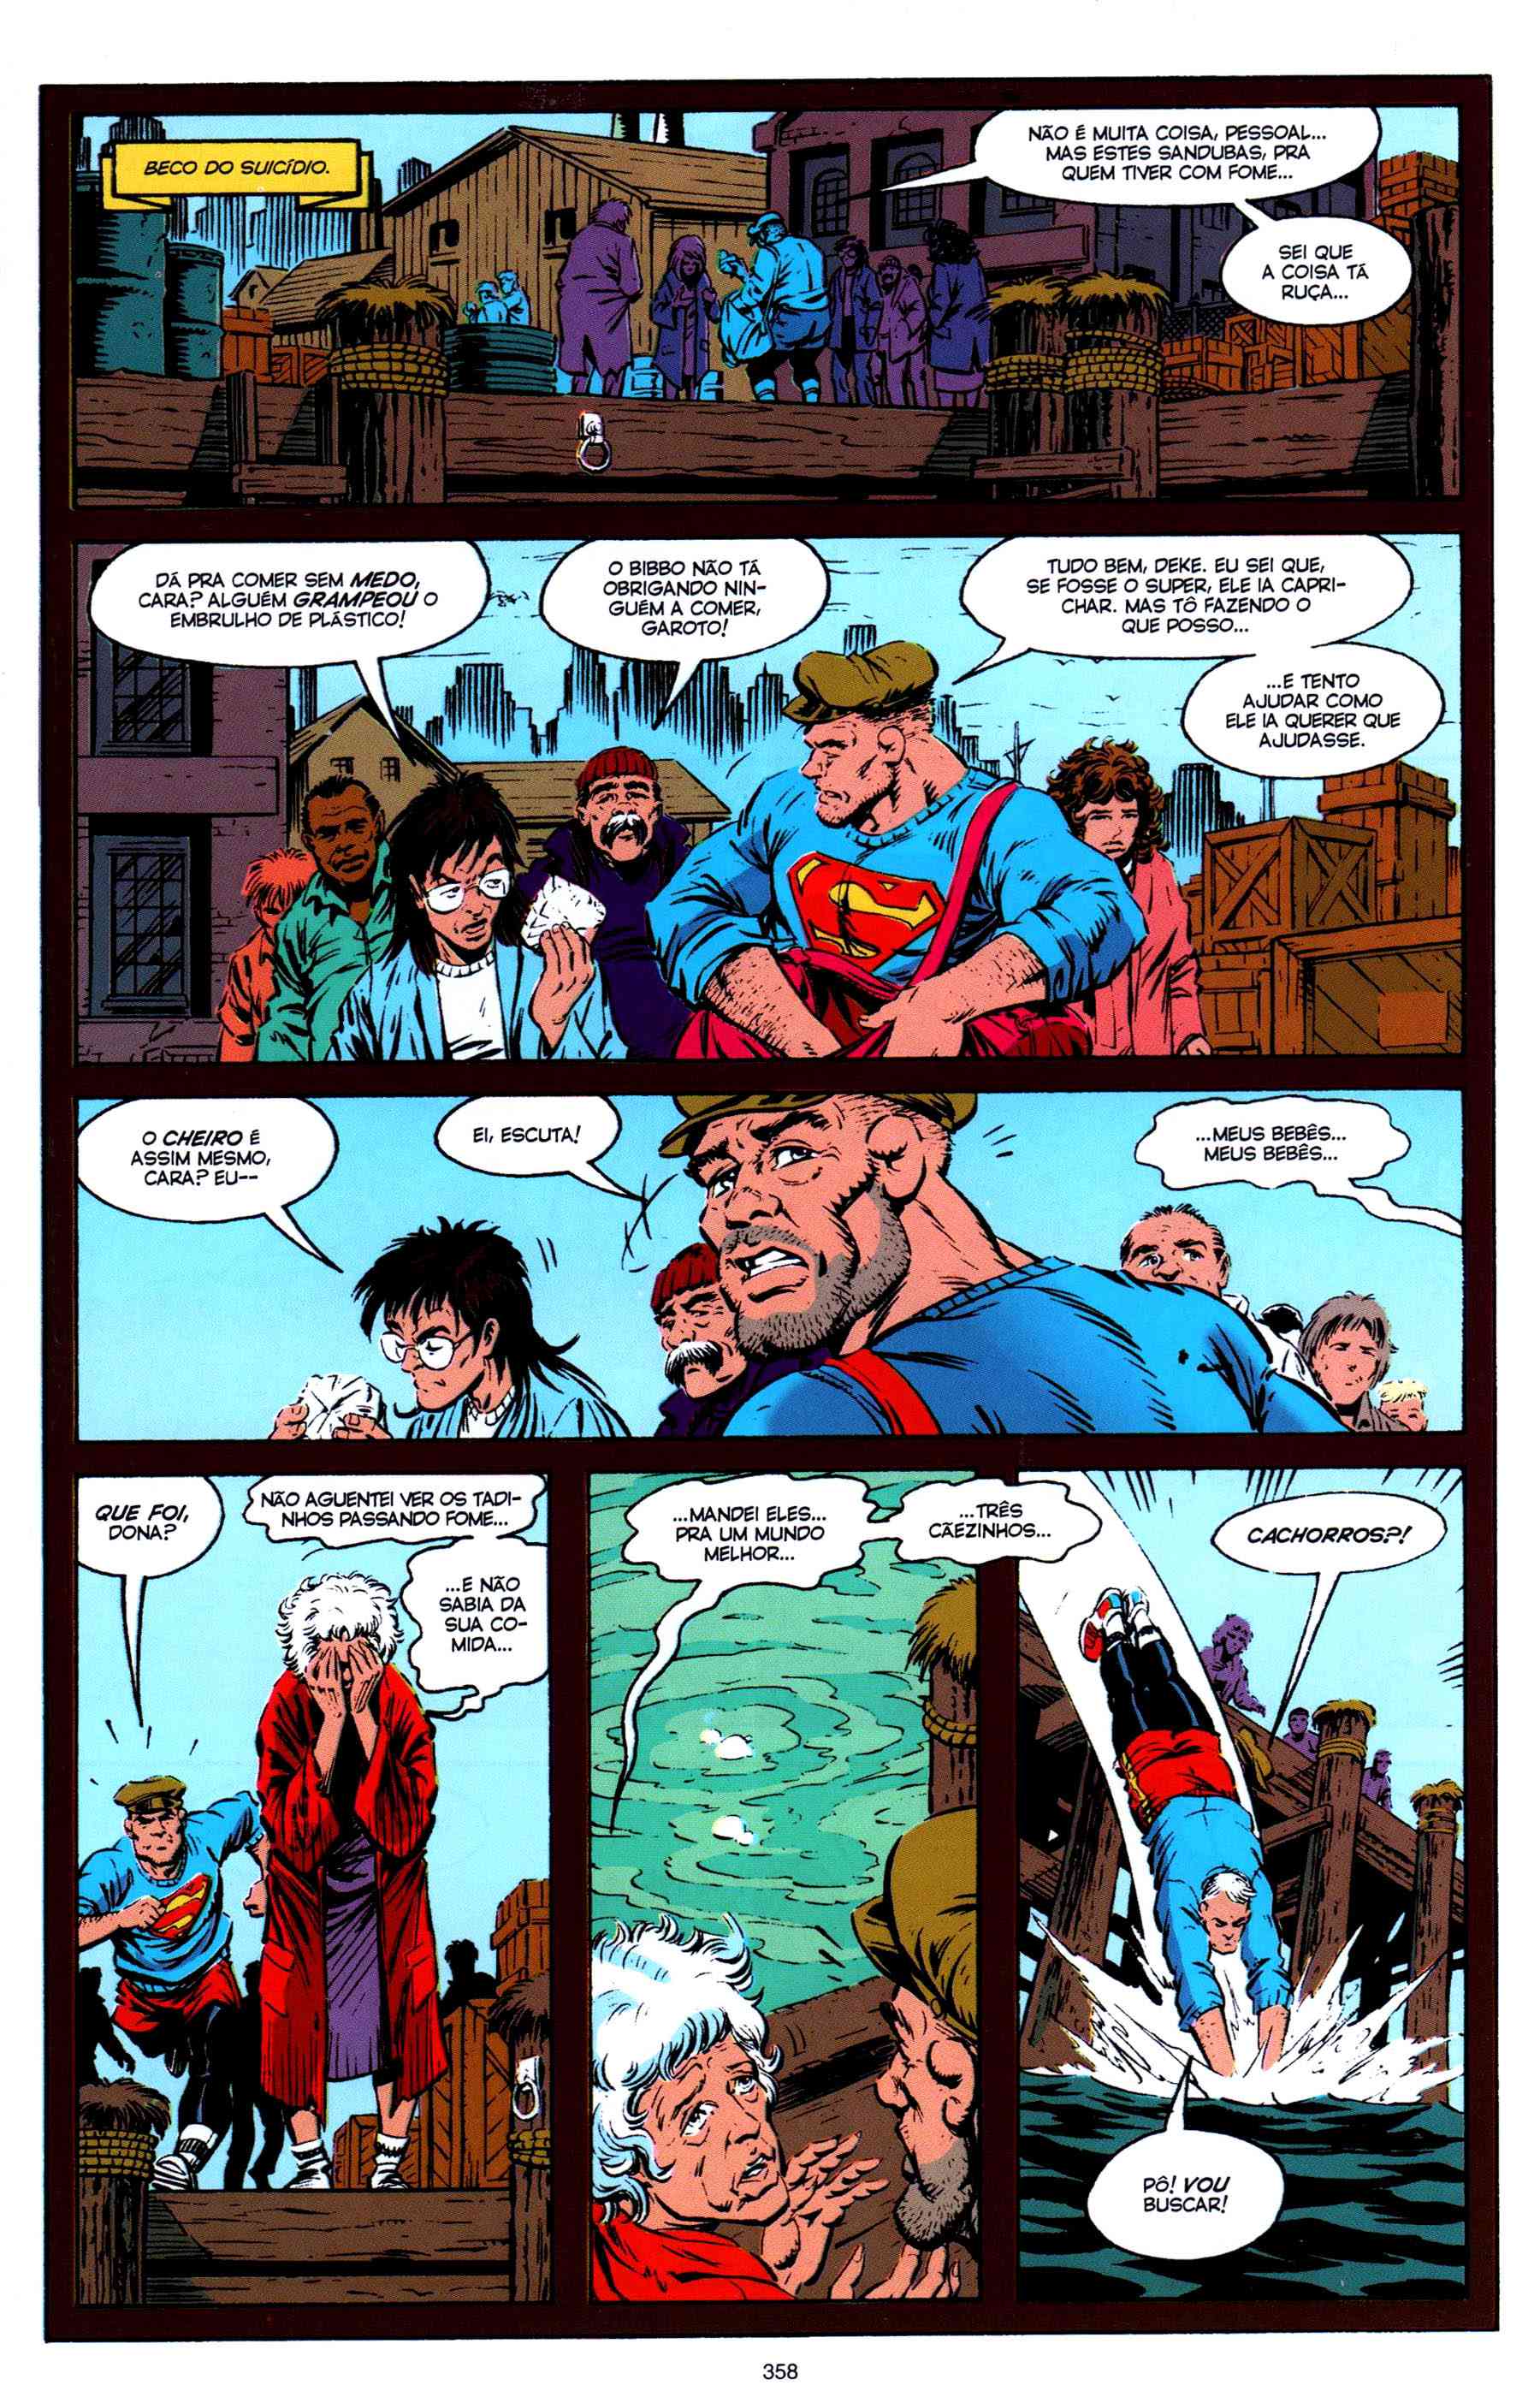 BECO DO SUICÍDIO.
NÃO É MUITA COISA, PESSOAL...
MAS ESTES SANDUBAS, PRA
QUEM TIVER COM FOME...
SEI QUE
A COISA TÁ
RUÇA...
DÁ PRA COMER SEM MEDO,
CARA? ALGUÉM GRAMPEOU O
EMBRULHO DE PLÁSTICO!
O BIBBO NÃO TÁ
OBRIGANDO NIN-
GUÉM A COMER,
GAROTO!
TUDO BEM, DEKE. EU SEI QUE,
SE FOSSE O SUPER, ELE IA CAPRI-
CHAR. MAS TÔ FAZENDO O
QUE POSSO...
...E TENTO
AJUDAR COMO
ELE IA QUERER QUE
AJUDASSE.
O CHEIRO É
ASSIM MESMO,
CARA? EU--
EI, ESCUTA!
...MEUS BEBÊS...
MEUS BEBÊS...
QUE FOI,
DONA?
NÃO AGUENTEI VER OS TADI-
NHOS PASSANDO FOME...
...E NÃO
SABIA DA
SUA CO-
MIDA...
...MANDEI ELES...
PRA UM MUNDO
MELHOR...
...TRÊS
CÃEZINHOS...
CACHORROS?!
PÔ! VOU
BUSCAR!
358